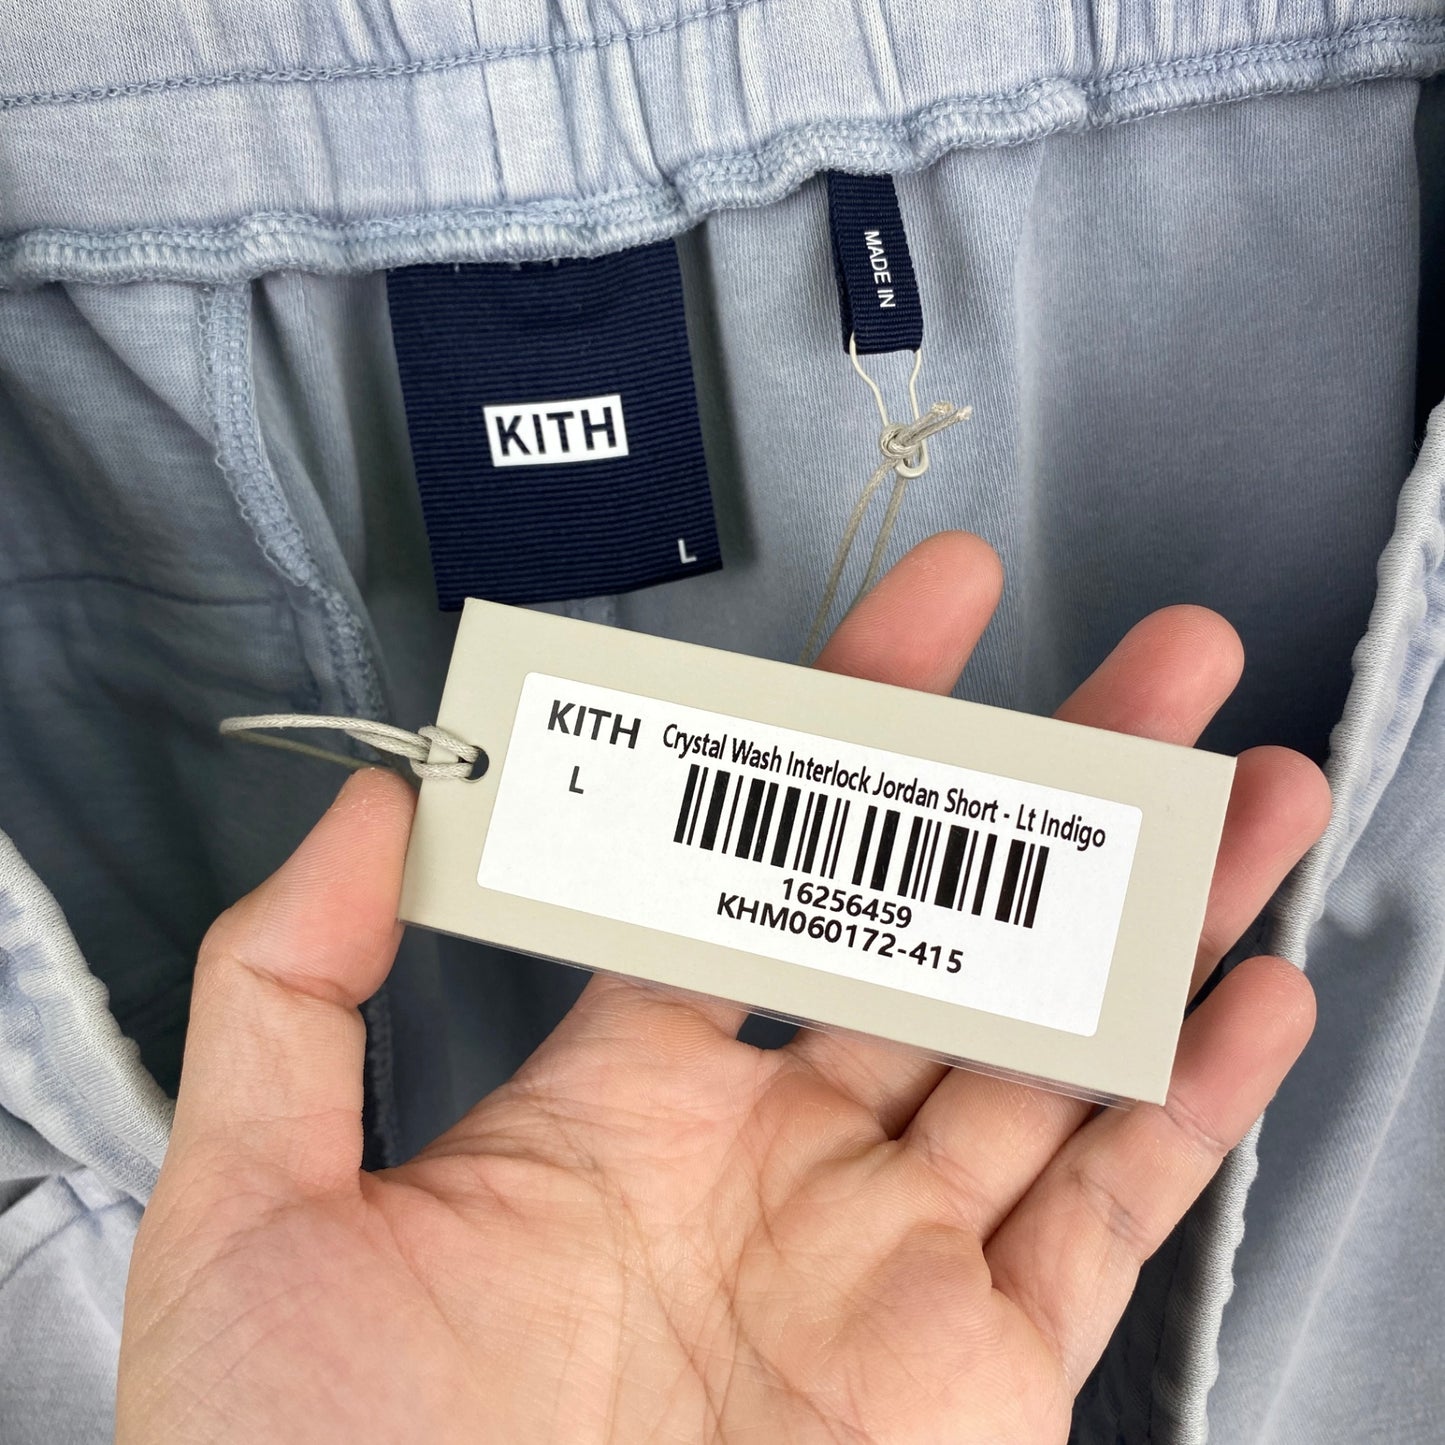 MADE IN
KITH
L
KITH
L
Crystal Wash Interlock Jordan Short - Lt Indigo
16256459
KHM060172-415